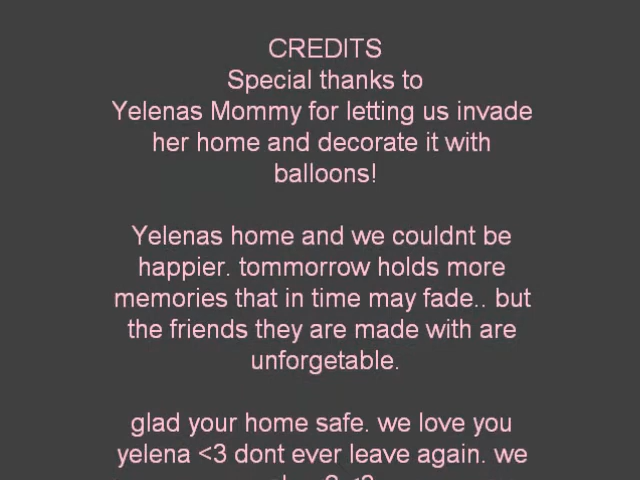 CREDITS
Special thanks to
Yelenas Mommy for letting us invade
her home and decorate it with
balloons!
Yelenas home and we couldnt be
happier. tommorrow holds more
memories that in time may fade.. but
the friends they are made with are
unforgetable.
glad your home safe. we love you
yelena <3 dont ever leave again. we